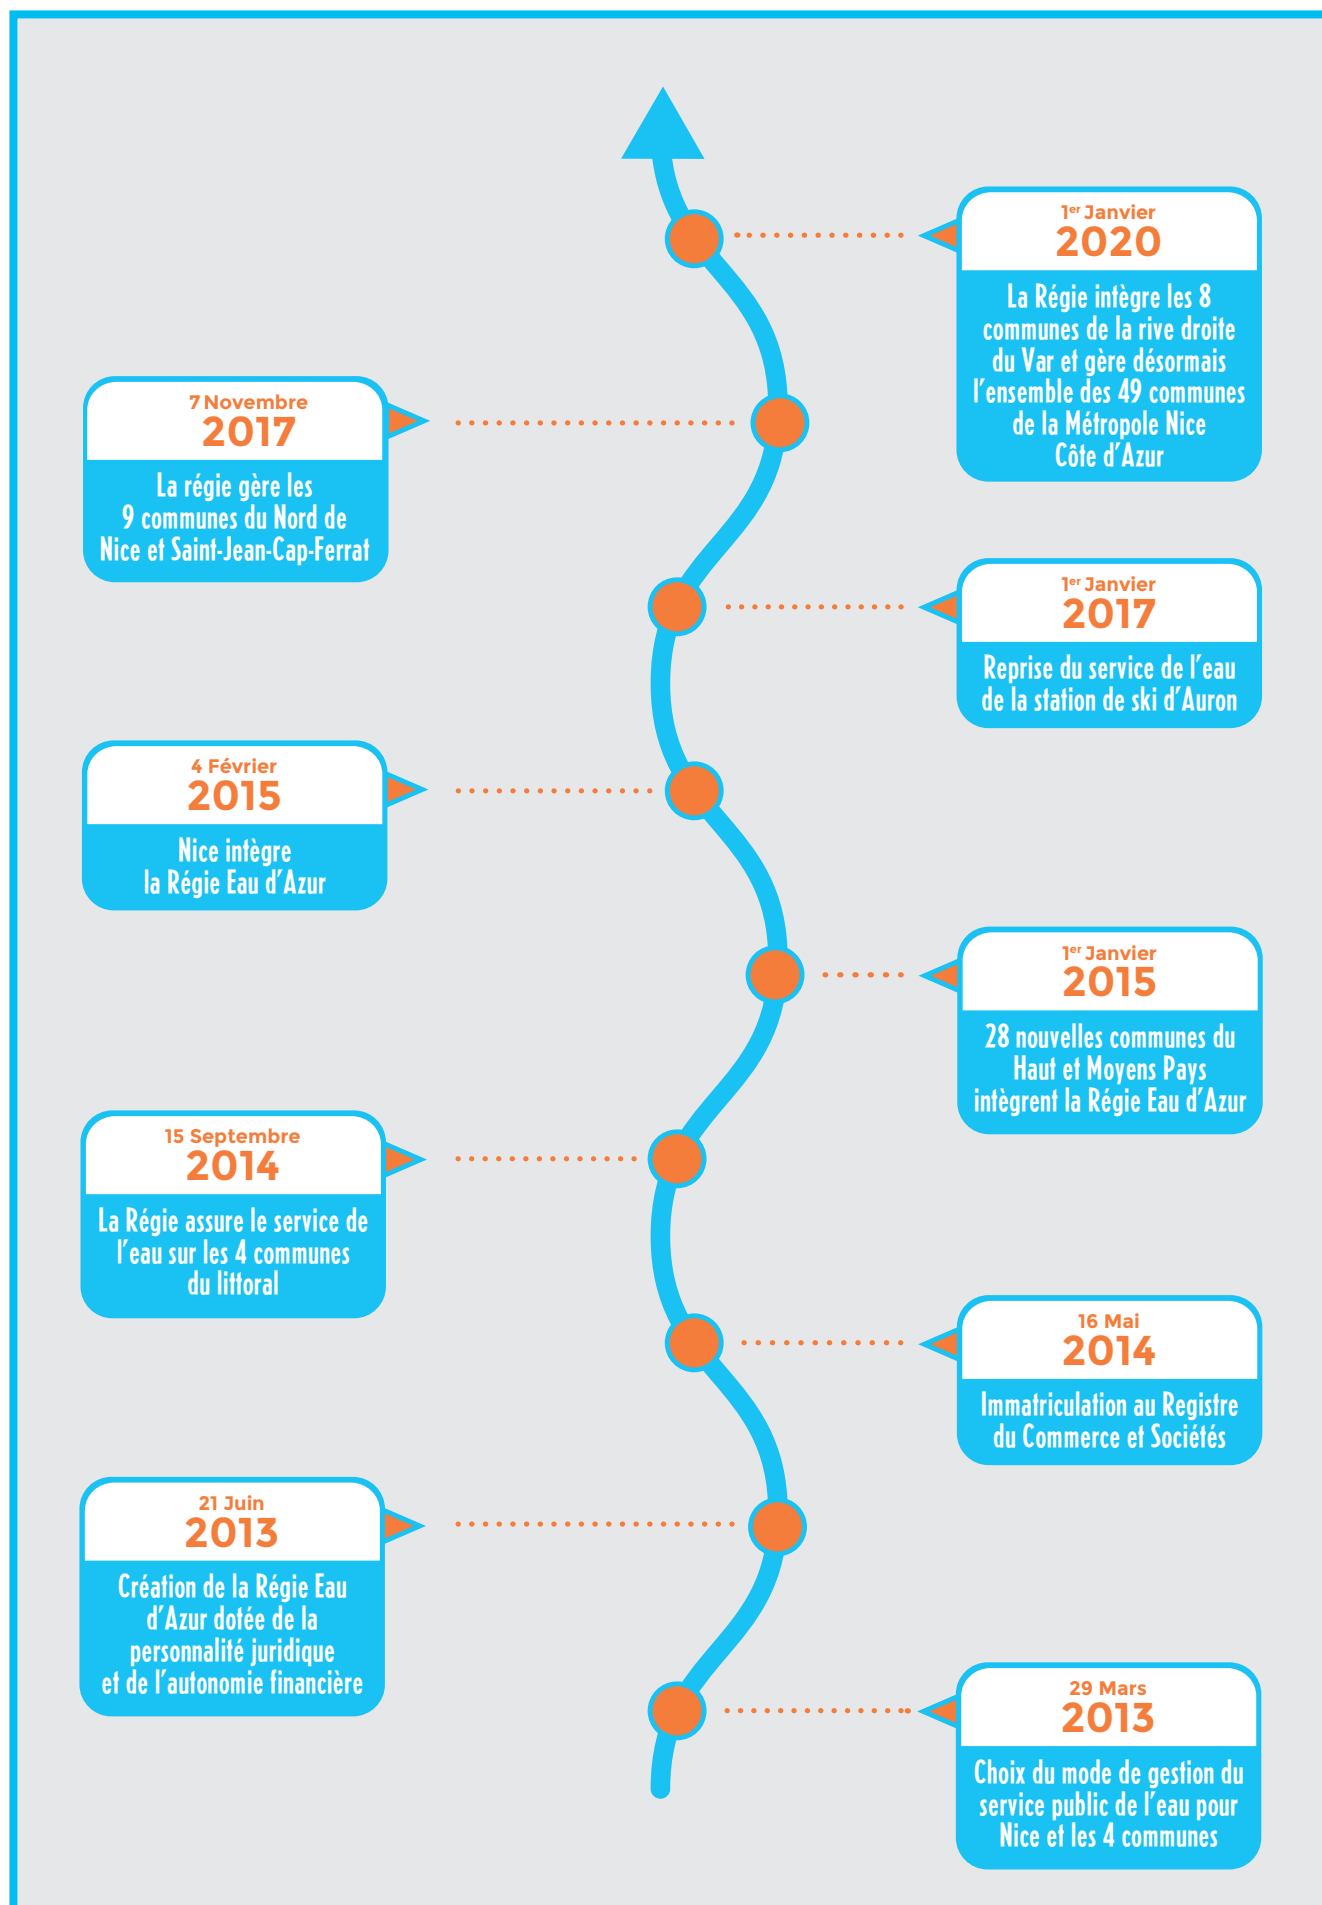 1er Janvier
2020
La Régie intègre les 8
communes de la rive droite
du Var et gère désormais
l'ensemble des 49 communes
de la Métropole Nice
Côte d'Azur
7 Novembre
2017
La régie gère les
9 communes du Nord de
Nice et Saint-Jean-Cap-Ferrat
1er Janvier
2017
Reprise du service de l'eau
de la station de ski d'Auron
4 Février
2015
Nice intègre
la Régie Eau d'Azur
1er Janvier
2015
28 nouvelles communes du
Haut et Moyens Pays
intègrent la Régie Eau d'Azur
15 Septembre
2014
La Régie assure le service de
l'eau sur les 4 communes
du littoral
16 Mai
2014
Immatriculation au Registre
du Commerce et Sociétés
21 Juin
2013
Création de la Régie Eau
d'Azur dotée de la
personnalité juridique
et de l'autonomie financière
29 Mars
2013
Choix du mode de gestion du
service public de l'eau pour
Nice et les 4 communes